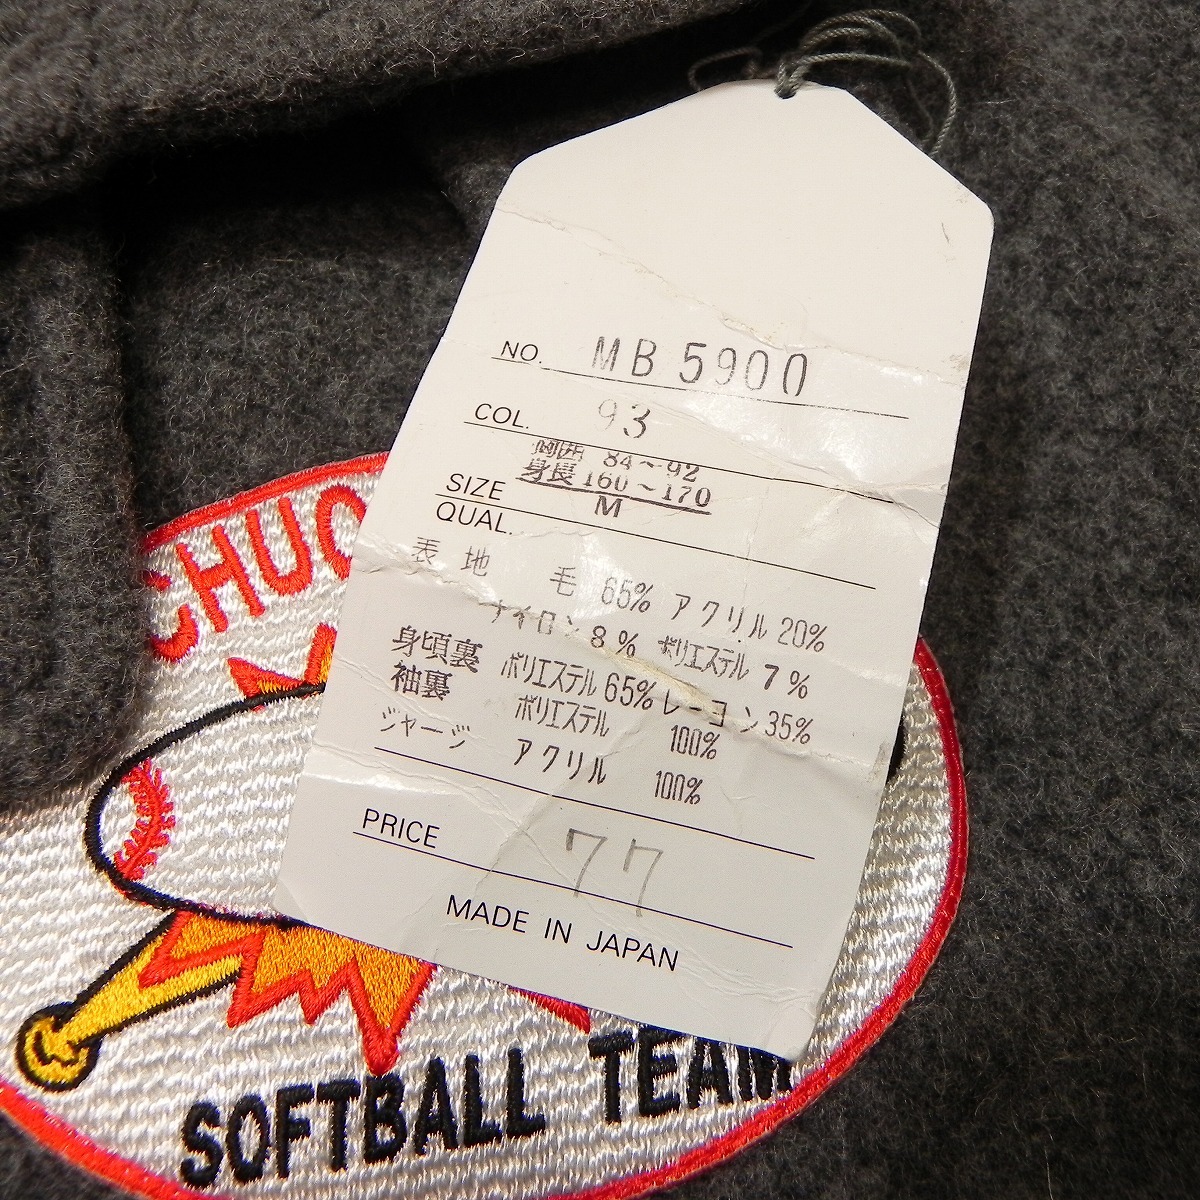 NO. MB 5900
COL. 93
胸囲 84～92
身長 160～170
SIZE M
QUAL.
表地 毛 65% アクリル 20%
ナイロン 8% ポリエステル 7%
身頃裏 ポリエステル 65% レーヨン 35%
袖裏 ポリエステル 100%
ジャージ アクリル 100%
PRICE 77
MADE IN JAPAN
SOFTBALL TEAM